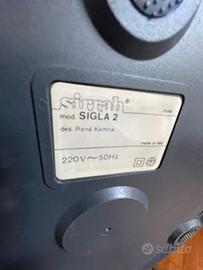 sirrah
mod. SIGLA 2
des. René Kemna
made in Italy
220V~50Hz
subito